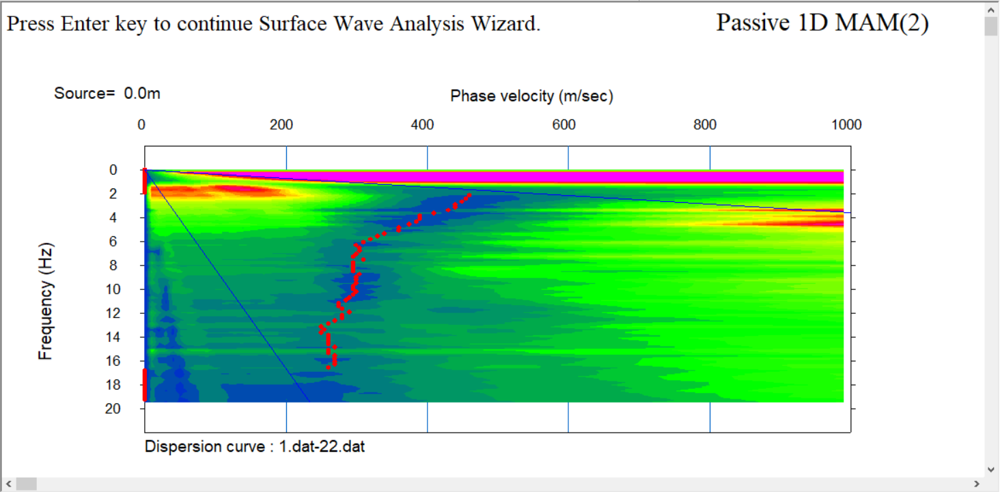 Press Enter key to continue Surface Wave Analysis Wizard.
Passive 1D MAM(2)
Source= 0.0m
Phase velocity (m/sec)
0 200 400 600 800 1000
Frequency (Hz)
0
2
4
6
8
10
12
14
16
18
20
Dispersion curve : 1.dat-22.dat